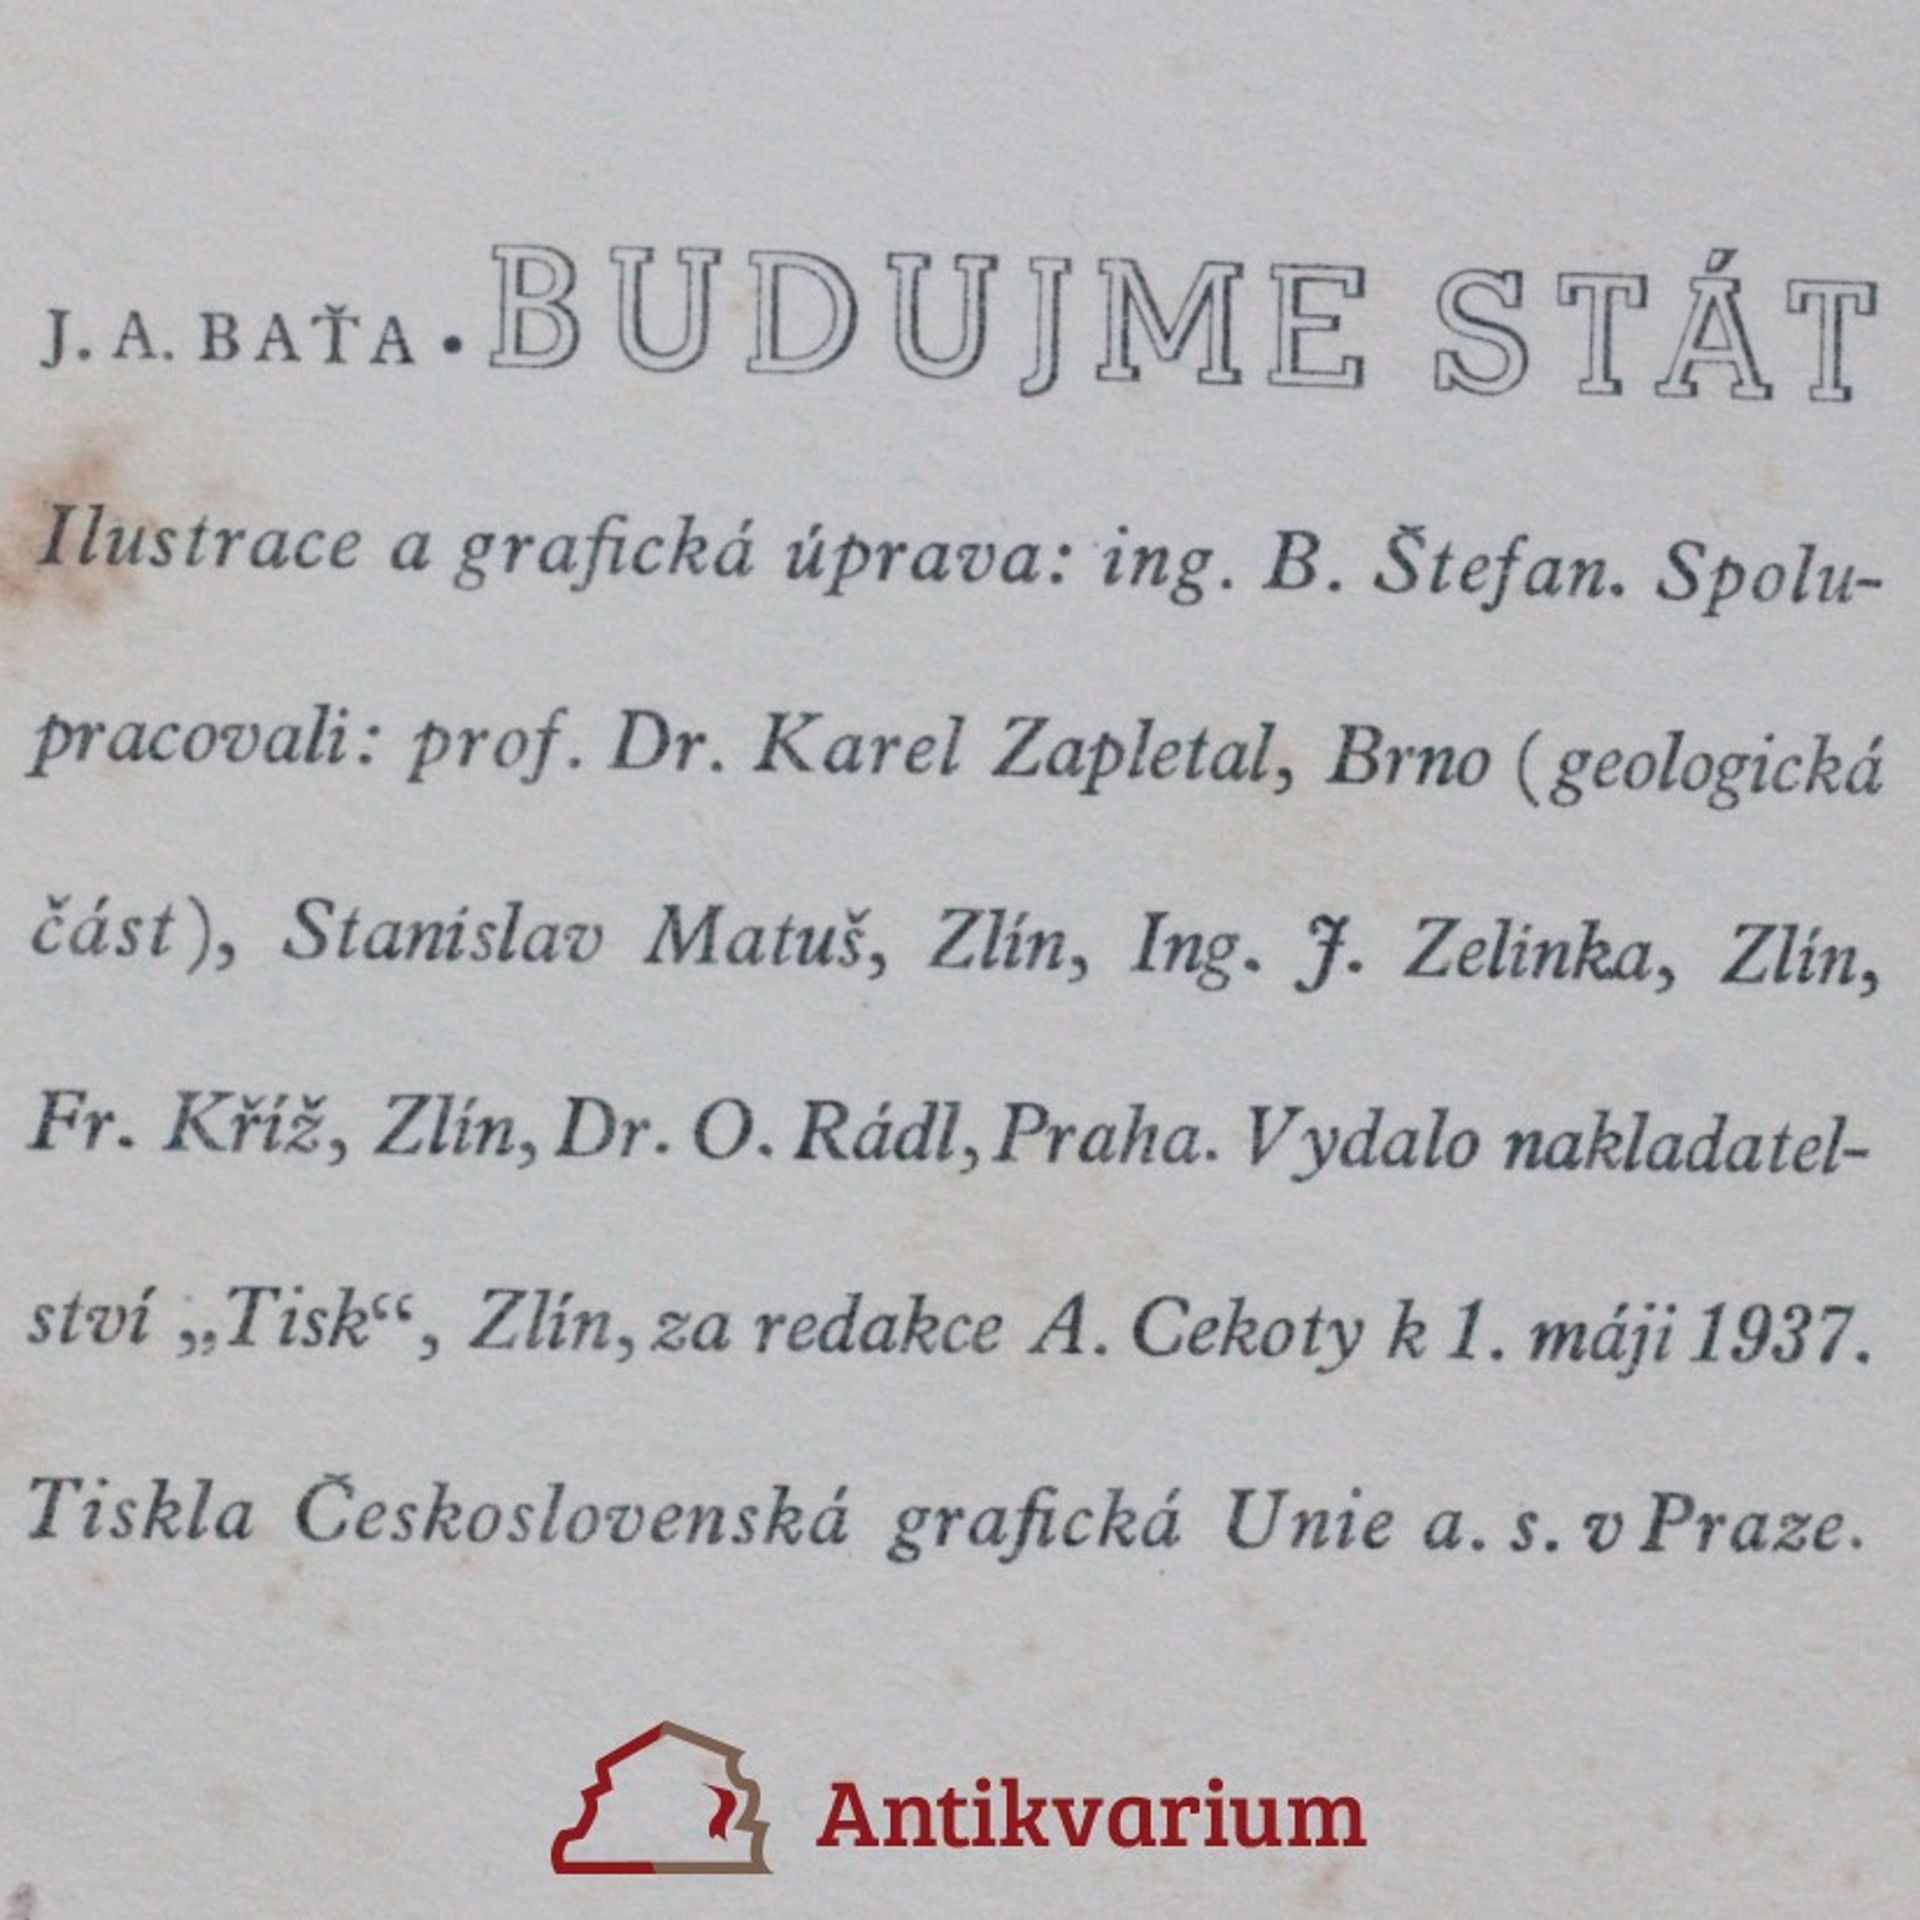 J. A. BAŤA • BUDUJME STÁT
Ilustrace a grafická úprava: ing. B. Štefan. Spolu-
pracovali: prof. Dr. Karel Zapletal, Brno (geologická
část), Stanislav Matuš, Zlín, Ing. J. Zelinka, Zlín,
Fr. Kříž, Zlín, Dr. O. Rádl, Praha. Vydalo nakladatel-
ství „Tisk“, Zlín, za redakce A. Cekoty k 1. máji 1937.
Tiskla Československá grafická Unie a. s. v Praze.
Antikvarium